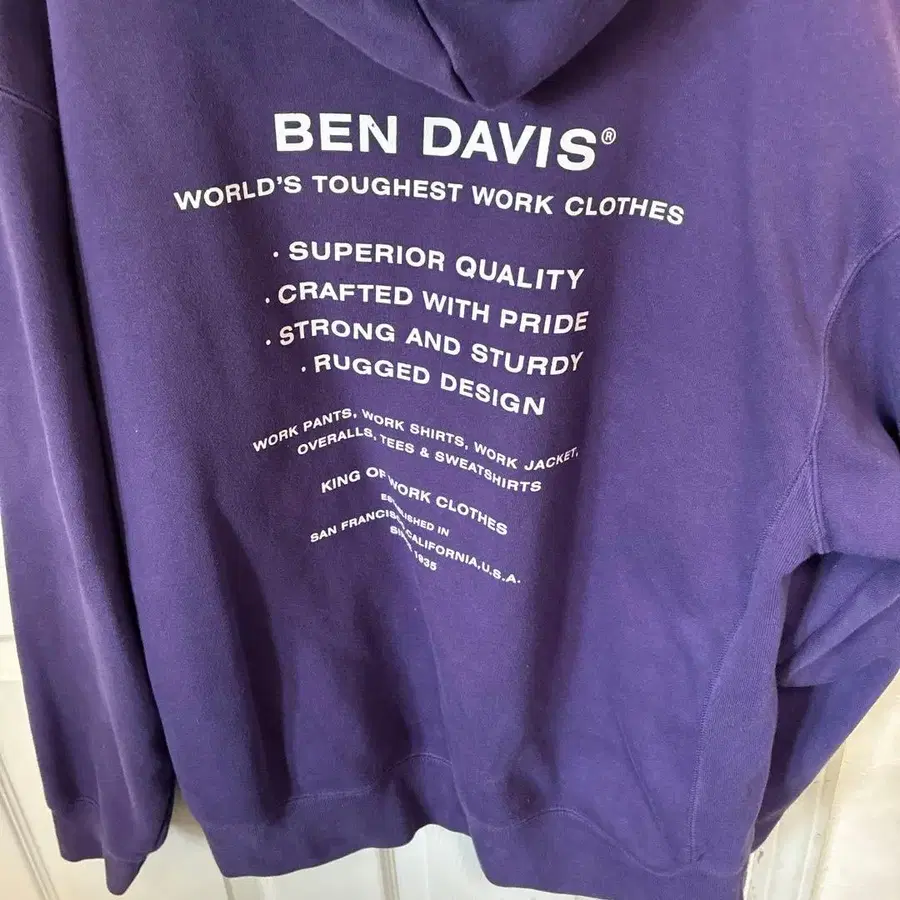 BEN DAVIS®
WORLD'S TOUGHEST WORK CLOTHES
· SUPERIOR QUALITY
· CRAFTED WITH PRIDE
· STRONG AND STURDY
· RUGGED DESIGN
WORK PANTS, WORK SHIRTS, WORK JACKET,
OVERALLS, TEES & SWEATSHIRTS
KING OF WORK CLOTHES
ESTABLISHED IN
SAN FRANCISCO, CALIFORNIA, U.S.A.
SINCE 1935